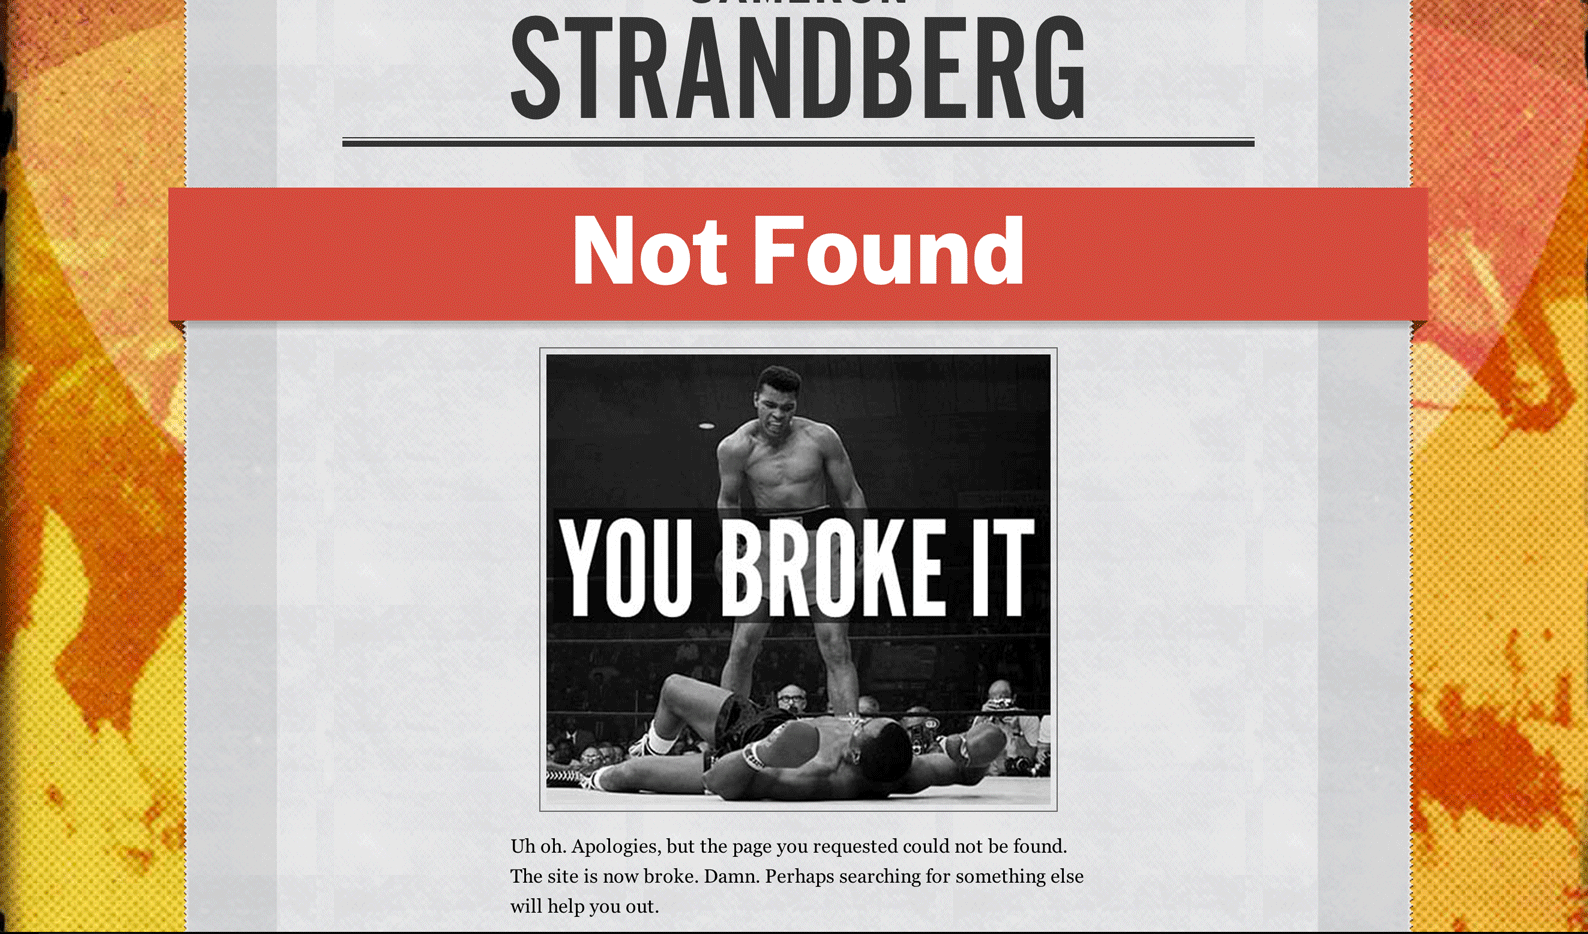 STRANDBERG
Not Found
YOU BROKE IT
Uh oh. Apologies, but the page you requested could not be found.
The site is now broke. Damn. Perhaps searching for something else
will help you out.